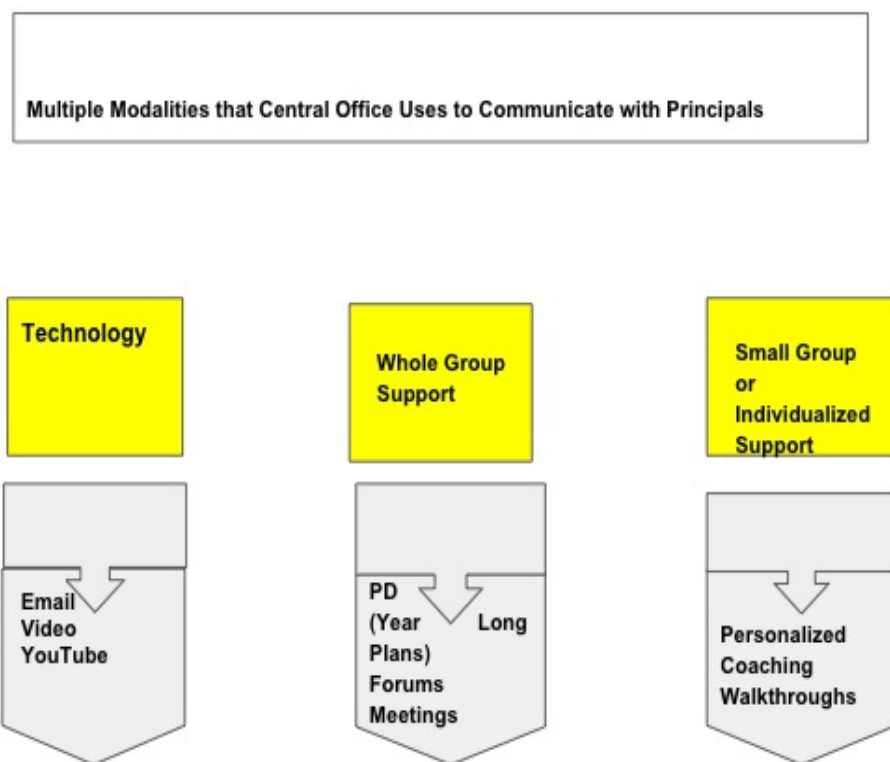 Multiple Modalities that Central Office Uses to Communicate with Principals
Technology
Whole Group
Support
Small Group
or
Individualized
Support
Email
Video
YouTube
PD
(Year Long
Plans)
Forums
Meetings
Personalized
Coaching
Walkthroughs